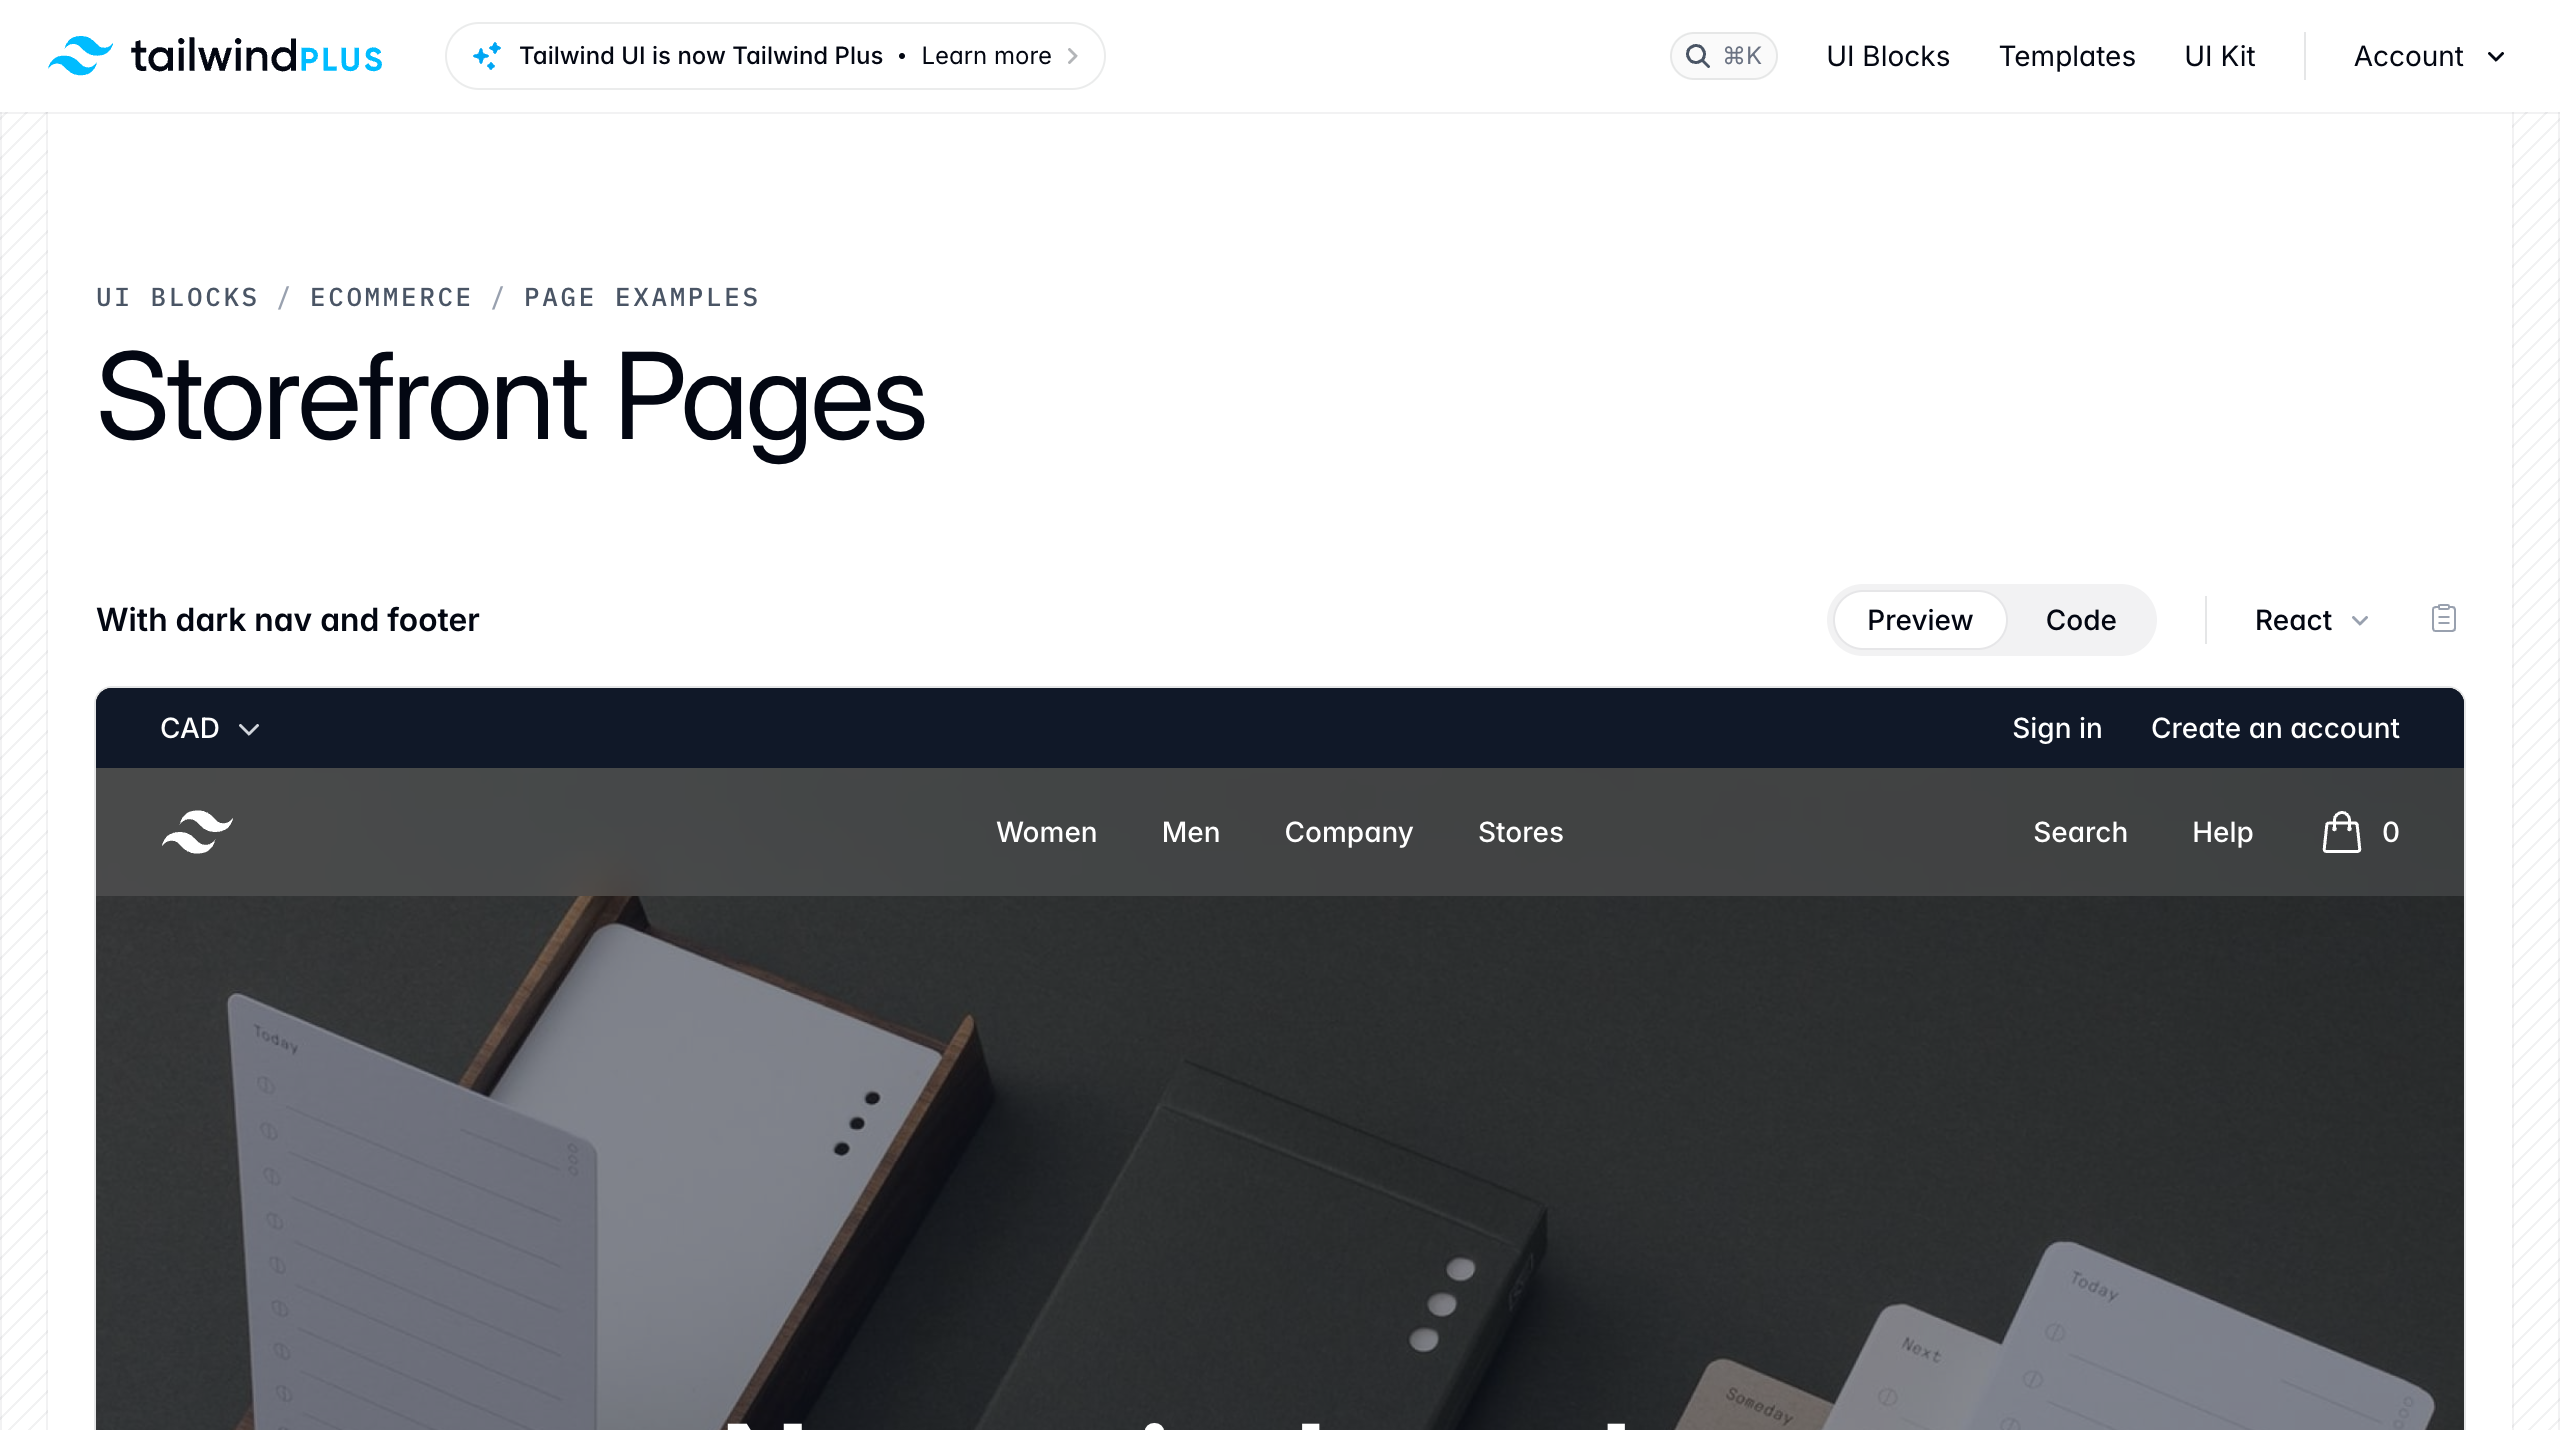 tailwindPLUS
Tailwind UI is now Tailwind Plus • Learn more
⌘K
UI Blocks
Templates
UI Kit
Account
UI BLOCKS / ECOMMERCE / PAGE EXAMPLES
Storefront Pages
With dark nav and footer
Preview
Code
React
CAD
Sign in
Create an account
Women
Men
Company
Stores
Search
Help
0
Today
Today
Next
Someday